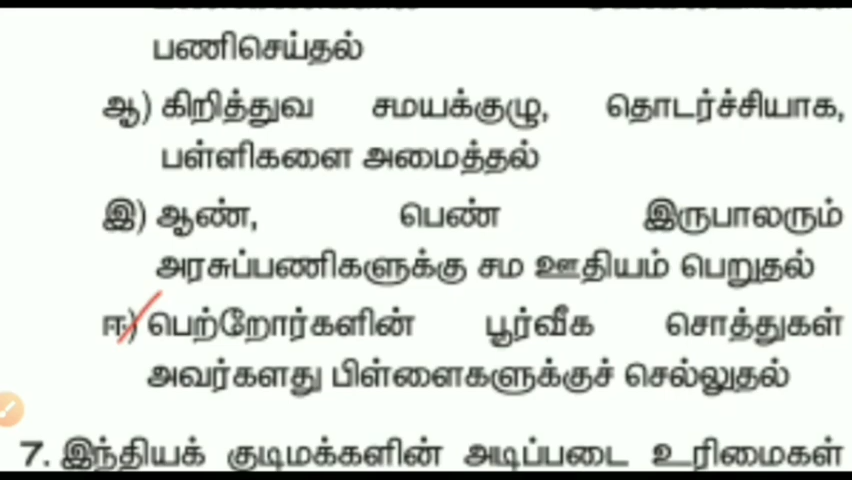 பணிசெய்தல்
ஆ) கிறித்துவ சமயக்குழு, தொடர்ச்சியாக,
பள்ளிகளை அமைத்தல்
இ) ஆண், பெண் இருபாலரும்
அரசுப்பணிகளுக்கு சம ஊதியம் பெறுதல்
ஈ) பெற்றோர்களின் பூர்வீக சொத்துகள்
அவர்களது பிள்ளைகளுக்குச் செல்லுதல்
7. இந்தியக் குடிமக்களின் அடிப்படை உரிமைகள்